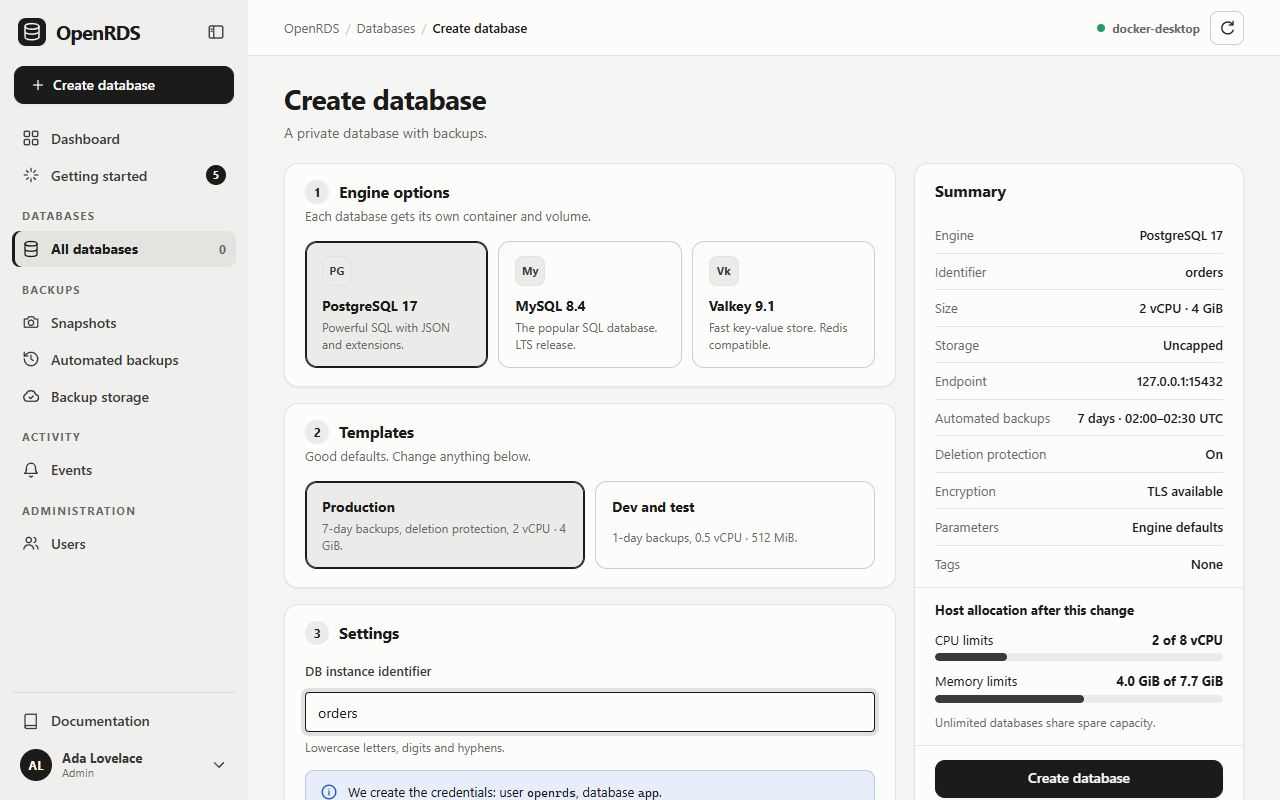 OpenRDS
Create database
Dashboard
Getting started 5
DATABASES
All databases 0
BACKUPS
Snapshots
Automated backups
Backup storage
ACTIVITY
Events
ADMINISTRATION
Users
Documentation
AL
Ada Lovelace
Admin
OpenRDS / Databases / Create database
docker-desktop
Create database
A private database with backups.
1 Engine options
Each database gets its own container and volume.
PG
PostgreSQL 17
Powerful SQL with JSON
and extensions.
My
MySQL 8.4
The popular SQL database.
LTS release.
Vk
Valkey 9.1
Fast key-value store. Redis
compatible.
2 Templates
Good defaults. Change anything below.
Production
7-day backups, deletion protection, 2 vCPU · 4
GiB.
Dev and test
1-day backups, 0.5 vCPU · 512 MiB.
3 Settings
DB instance identifier
orders
Lowercase letters, digits and hyphens.
We create the credentials: user openrds, database app.
Summary
Engine PostgreSQL 17
Identifier orders
Size 2 vCPU · 4 GiB
Storage Uncapped
Endpoint 127.0.0.1:15432
Automated backups 7 days · 02:00–02:30 UTC
Deletion protection On
Encryption TLS available
Parameters Engine defaults
Tags None
Host allocation after this change
CPU limits 2 of 8 vCPU
Memory limits 4.0 GiB of 7.7 GiB
Unlimited databases share spare capacity.
Create database